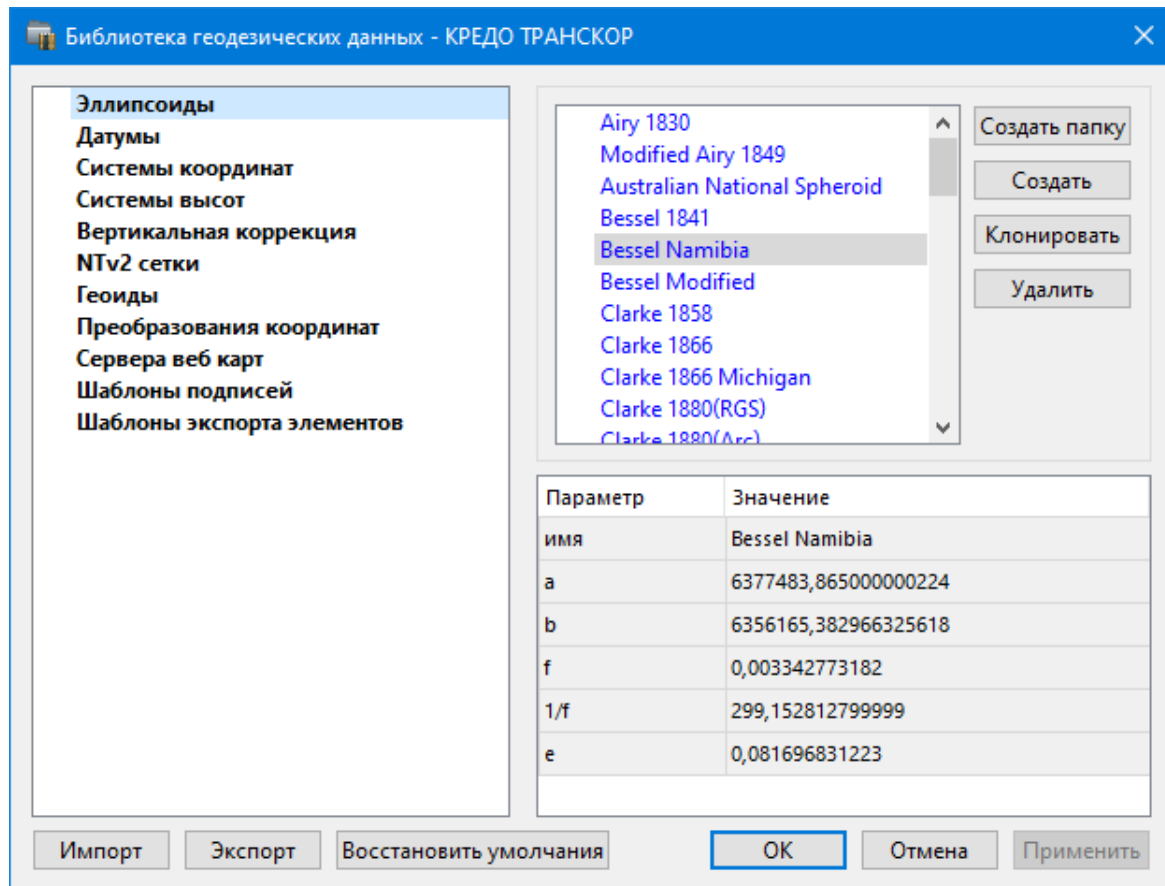 Библиотека геодезических данных - КРЕДО ТРАНСКОР
Эллипсоиды
Датумы
Системы координат
Системы высот
Вертикальная коррекция
NTv2 сетки
Геоиды
Преобразования координат
Сервера веб карт
Шаблоны подписей
Шаблоны экспорта элементов
Airy 1830
Modified Airy 1849
Australian National Spheroid
Bessel 1841
Bessel Namibia
Bessel Modified
Clarke 1858
Clarke 1866
Clarke 1866 Michigan
Clarke 1880(RGS)
Clarke 1880(Arc)
Создать папку
Создать
Клонировать
Удалить
Параметр Значение
имя Bessel Namibia
a 6377483,865000000224
b 6356165,382966325618
f 0,003342773182
1/f 299,152812799999
e 0,081696831223
Импорт Экспорт Восстановить умолчания OK Отмена Применить